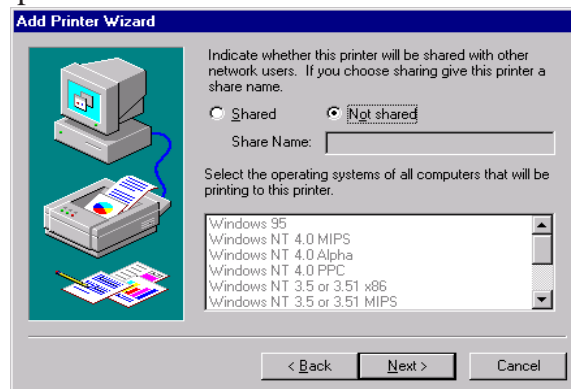 Add Printer Wizard
Indicate whether this printer will be shared with other
network users. If you choose sharing give this printer a
share name.
Shared Not shared
Share Name:
Select the operating systems of all computers that will be
printing to this printer.
Windows 95
Windows NT 4.0 MIPS
Windows NT 4.0 Alpha
Windows NT 4.0 PPC
Windows NT 3.5 or 3.51 x86
Windows NT 3.5 or 3.51 MIPS
< Back Next > Cancel